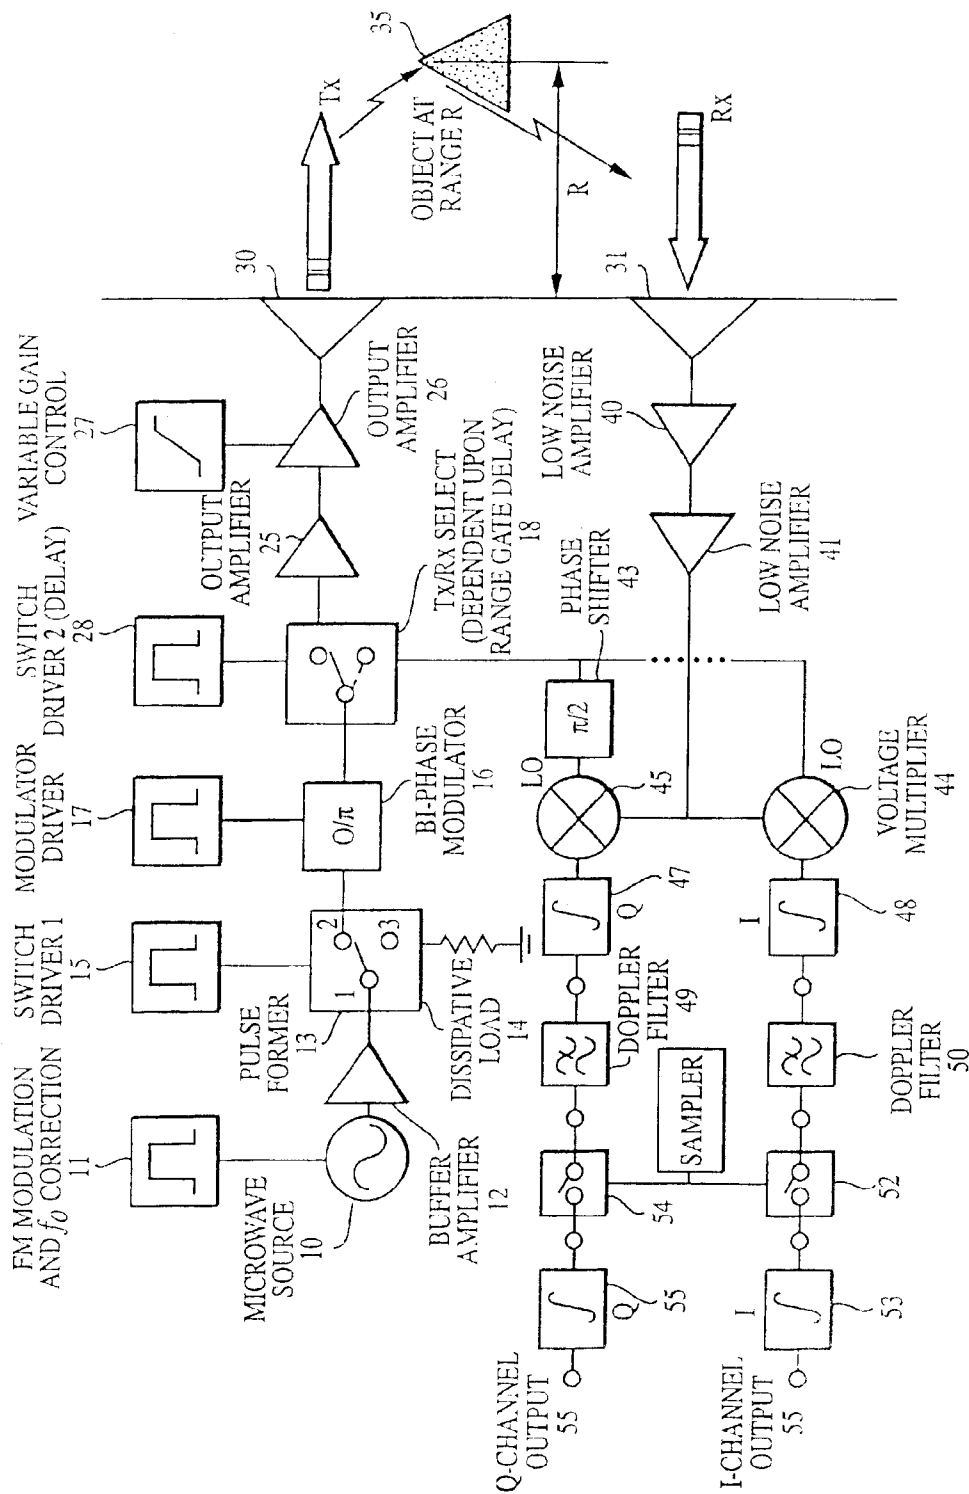 FM MODULATION
AND f0 CORRECTION
11
SWITCH
DRIVER 1
15
MODULATOR
DRIVER
17
SWITCH
DRIVER 2 (DELAY)
28
VARIABLE GAIN
CONTROL
27
MICROWAVE
SOURCE
10
BUFFER
AMPLIFIER
12
PULSE
FORMER
13
1
2
3
DISSIPATIVE
LOAD
14
O/π
BI-PHASE
MODULATOR
16
Tx/Rx SELECT
(DEPENDENT UPON
RANGE GATE DELAY)
18
OUTPUT
AMPLIFIER
25
OUTPUT
AMPLIFIER
26
30
Tx
35
OBJECT AT
RANGE R
R
Rx
31
LOW NOISE
AMPLIFIER
40
LOW NOISE
AMPLIFIER
41
PHASE
SHIFTER
43
π/2
LO
45
LO
VOLTAGE
MULTIPLIER
44
47
Q
I
48
DOPPLER
FILTER
49
DOPPLER
FILTER
50
SAMPLER
54
52
Q
55
I
53
Q-CHANNEL
OUTPUT
55
I-CHANNEL
OUTPUT
55